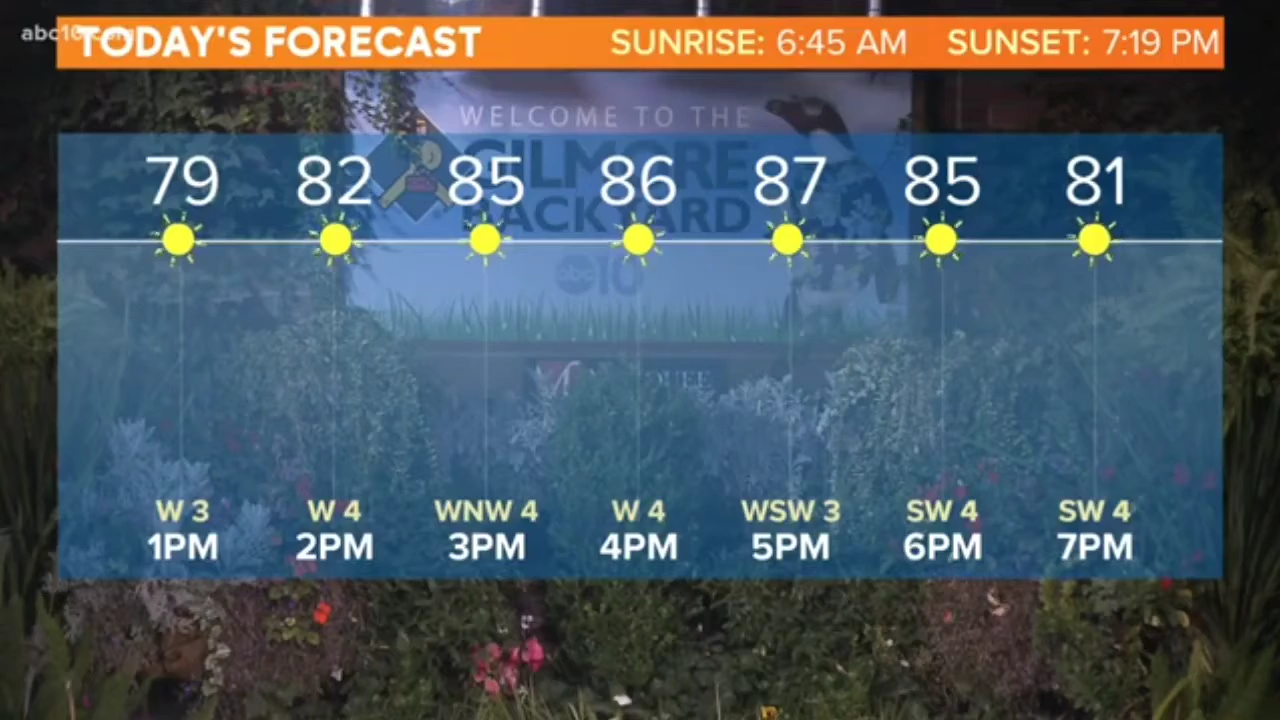 abc10.com
TODAY'S FORECAST SUNRISE: 6:45 AM SUNSET: 7:19 PM
WELCOME TO THE
GILMORE
BACKYARD
abc10
79 82 85 86 87 85 81
W 3 W 4 WNW 4 W 4 WSW 3 SW 4 SW 4
1PM 2PM 3PM 4PM 5PM 6PM 7PM